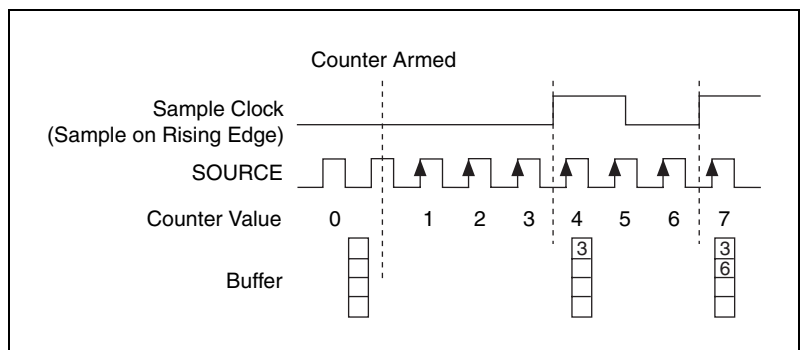 Counter Armed
Sample Clock
(Sample on Rising Edge)
SOURCE
Counter Value 0 1 2 3 4 5 6 7
3 3
6
Buffer